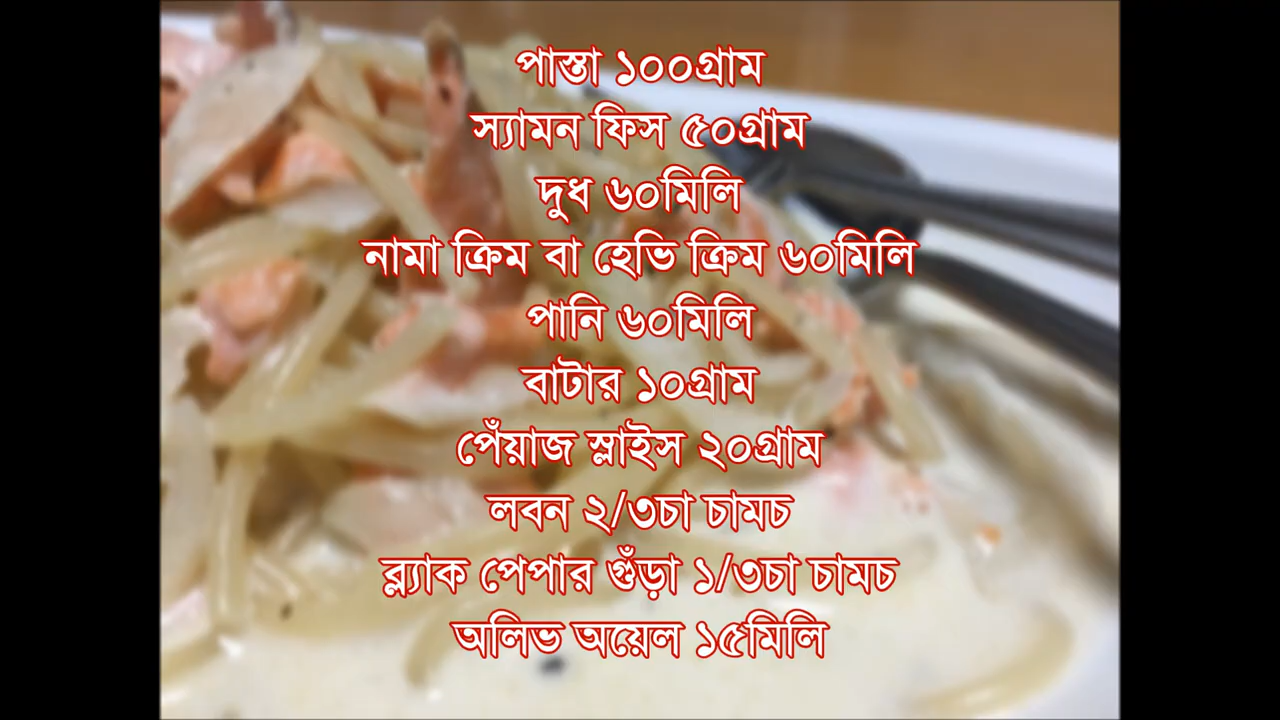 পাস্তা ১০০গ্রাম
স্যামন ফিস ৫০গ্রাম
দুধ ৬০মিলি
নামা ক্রিম বা হেভি ক্রিম ৬০মিলি
পানি ৬০মিলি
বাটার ১০গ্রাম
পেঁয়াজ স্লাইস ২০গ্রাম
লবন ২/৩চা চামচ
ব্ল্যাক পেপার গুঁড়া ১/৩চা চামচ
অলিভ অয়েল ১৫মিলি